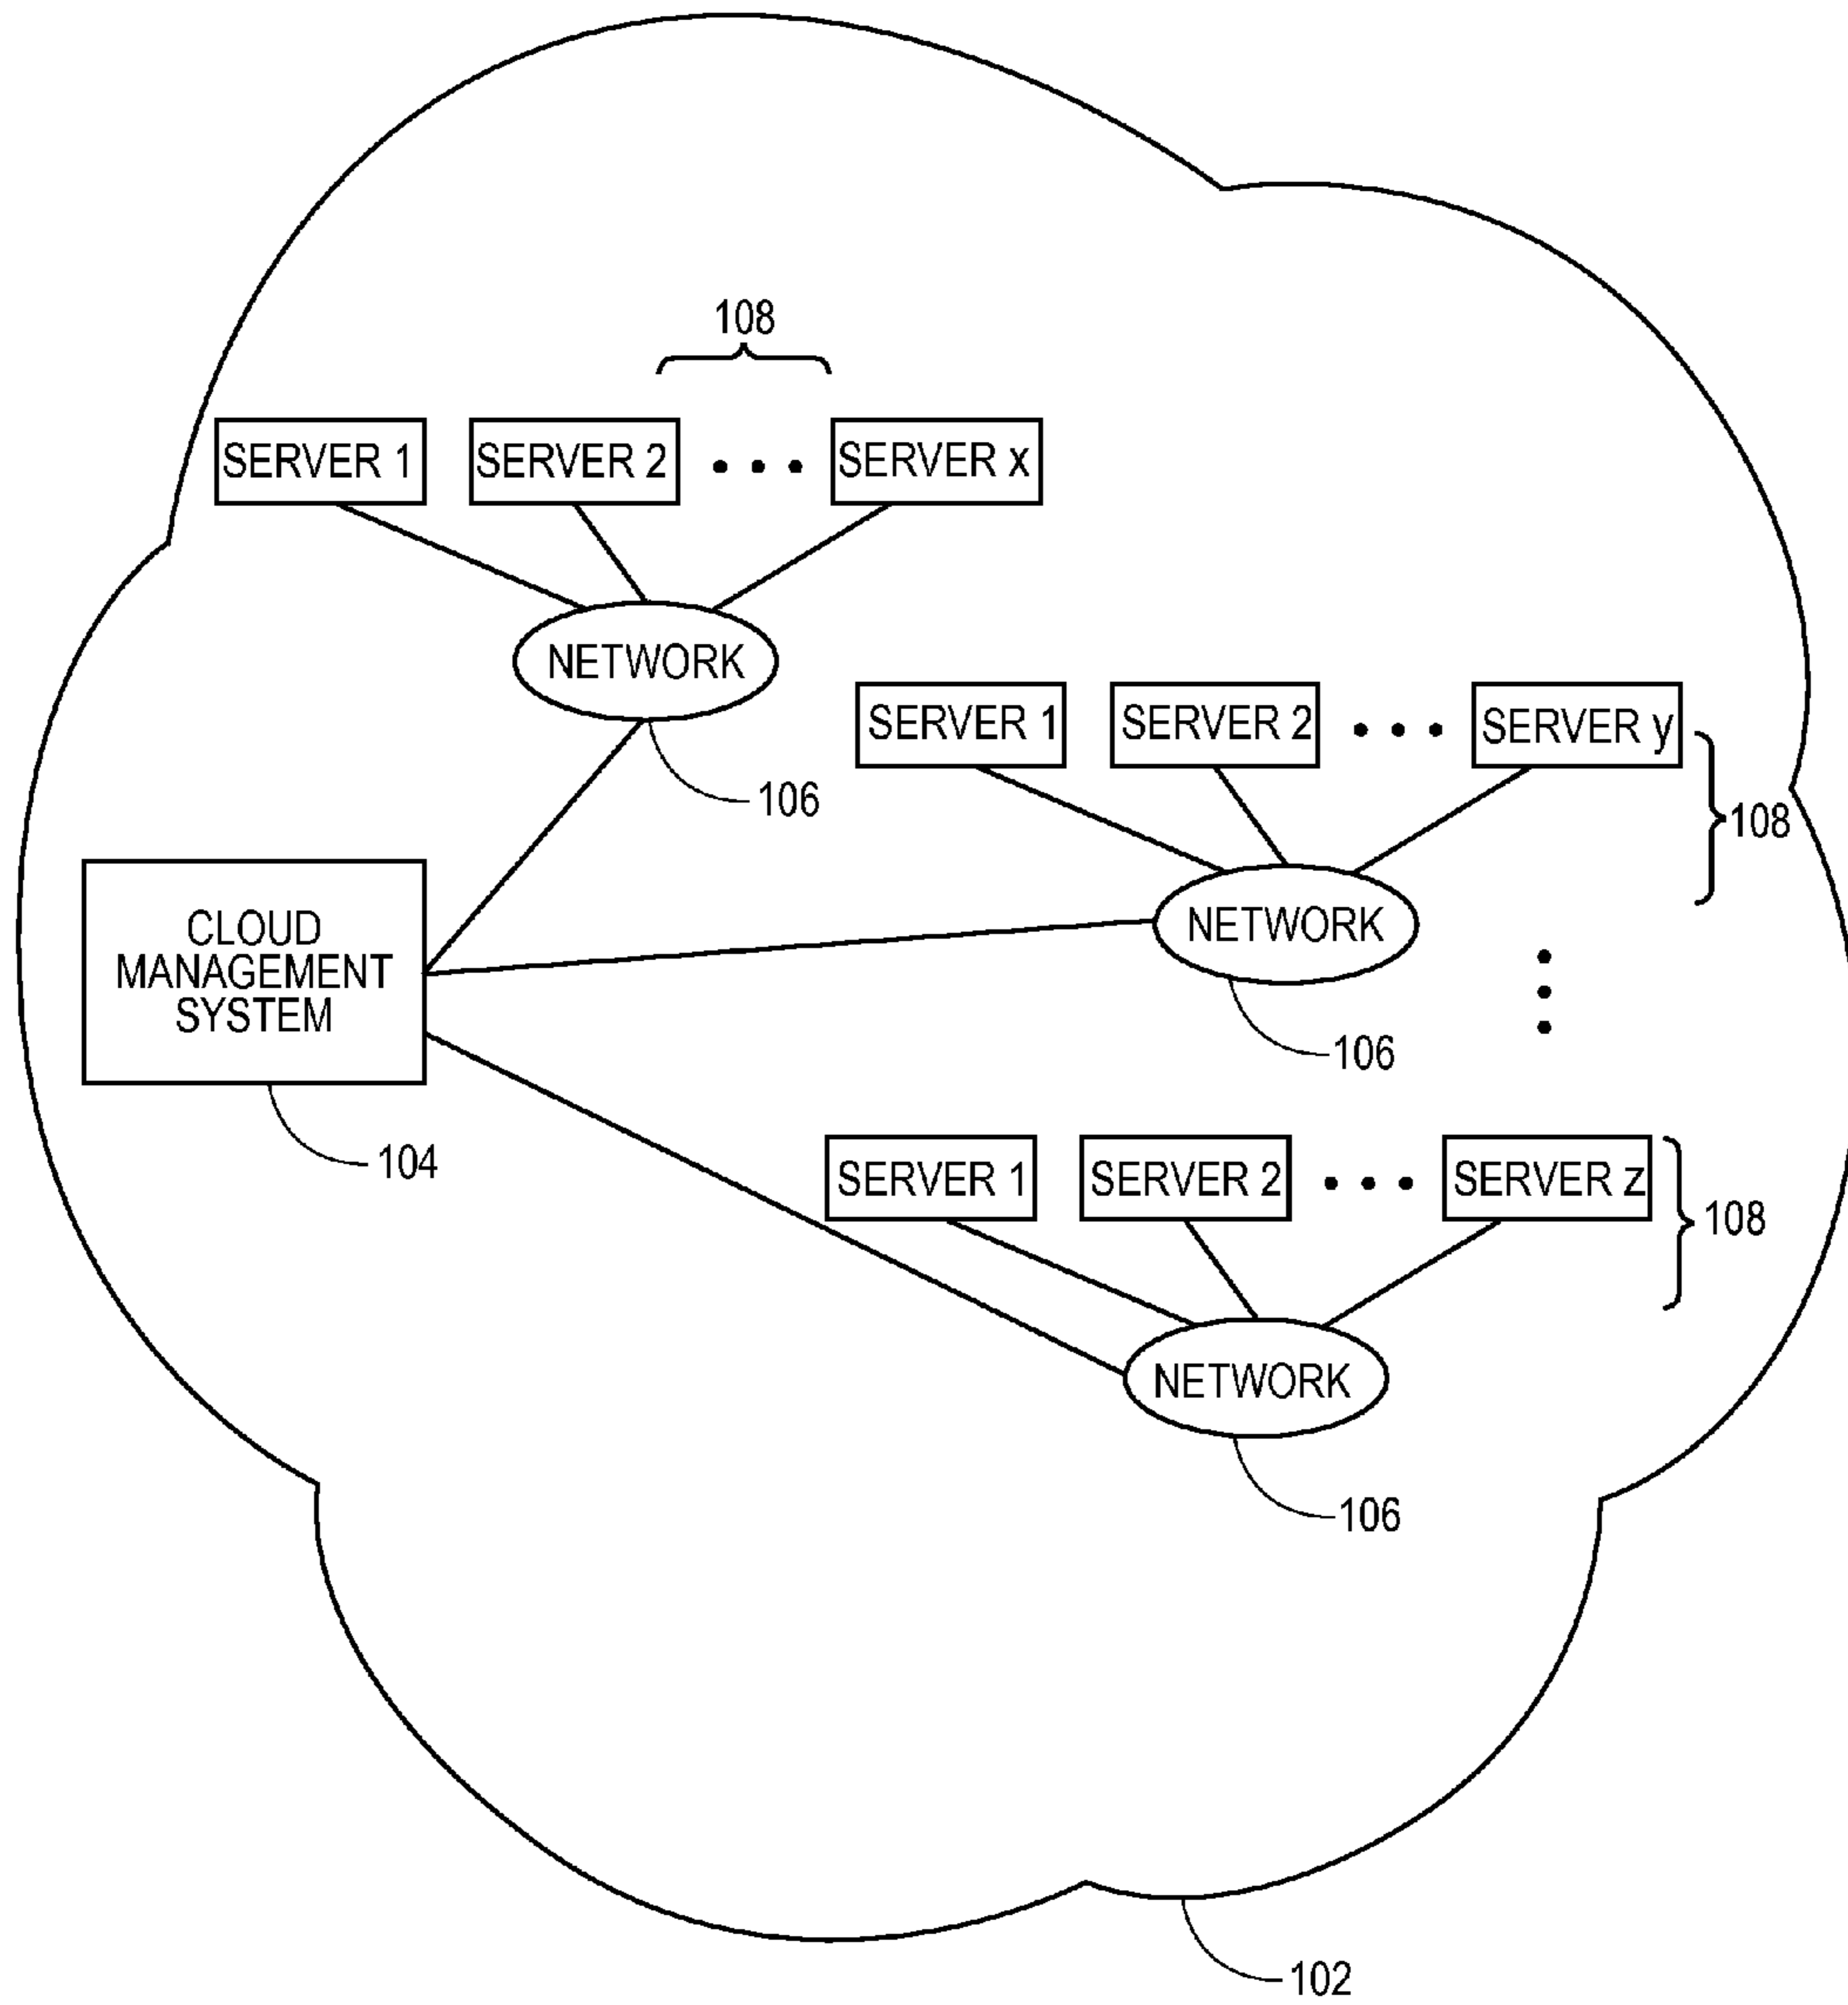 108
SERVER 1
SERVER 2
SERVER x
NETWORK
106
SERVER 1
SERVER 2
SERVER y
108
CLOUD
MANAGEMENT
SYSTEM
NETWORK
106
104
SERVER 1
SERVER 2
SERVER z
108
NETWORK
106
102